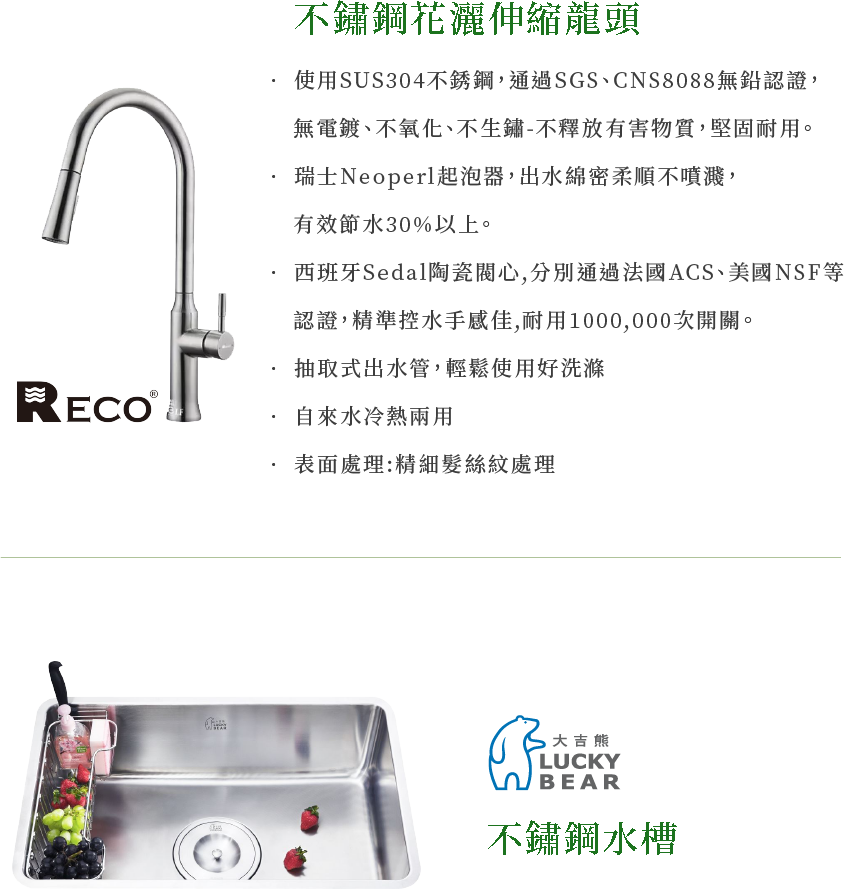 不鏽鋼花灑伸縮龍頭
· 使用SUS304不銹鋼，通過SGS、CNS8088無鉛認證，
無電鍍、不氧化、不生鏽-不釋放有害物質，堅固耐用。
· 瑞士Neoperl起泡器，出水綿密柔順不噴濺，
有效節水30%以上。
· 西班牙Sedal陶瓷閥心,分別通過法國ACS、美國NSF等
認證，精準控水手感佳,耐用1000,000次開關。
· 抽取式出水管，輕鬆使用好洗滌
· 自來水冷熱兩用
· 表面處理:精細髮絲紋處理
RECO®
LUCKY
BEAR
大吉熊
LUCKY
BEAR
不鏽鋼水槽